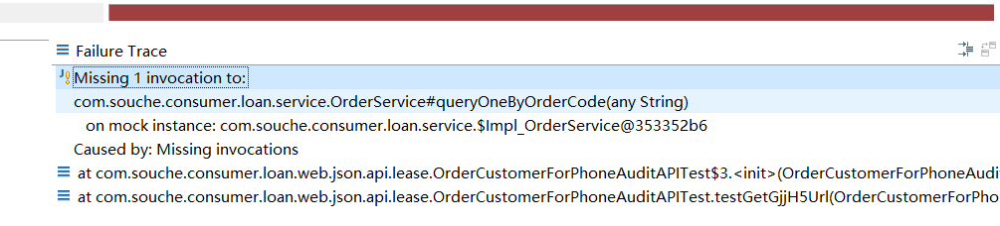 Failure Trace
Missing 1 invocation to:
com.souche.consumer.loan.service.OrderService#queryOneByOrderCode(any String)
on mock instance: com.souche.consumer.loan.service.$Impl_OrderService@353352b6
Caused by: Missing invocations
at com.souche.consumer.loan.web.json.api.lease.OrderCustomerForPhoneAuditAPITest$3.<init>(OrderCustomerForPhoneAudi
at com.souche.consumer.loan.web.json.api.lease.OrderCustomerForPhoneAuditAPITest.testGetGjjH5Url(OrderCustomerForPho